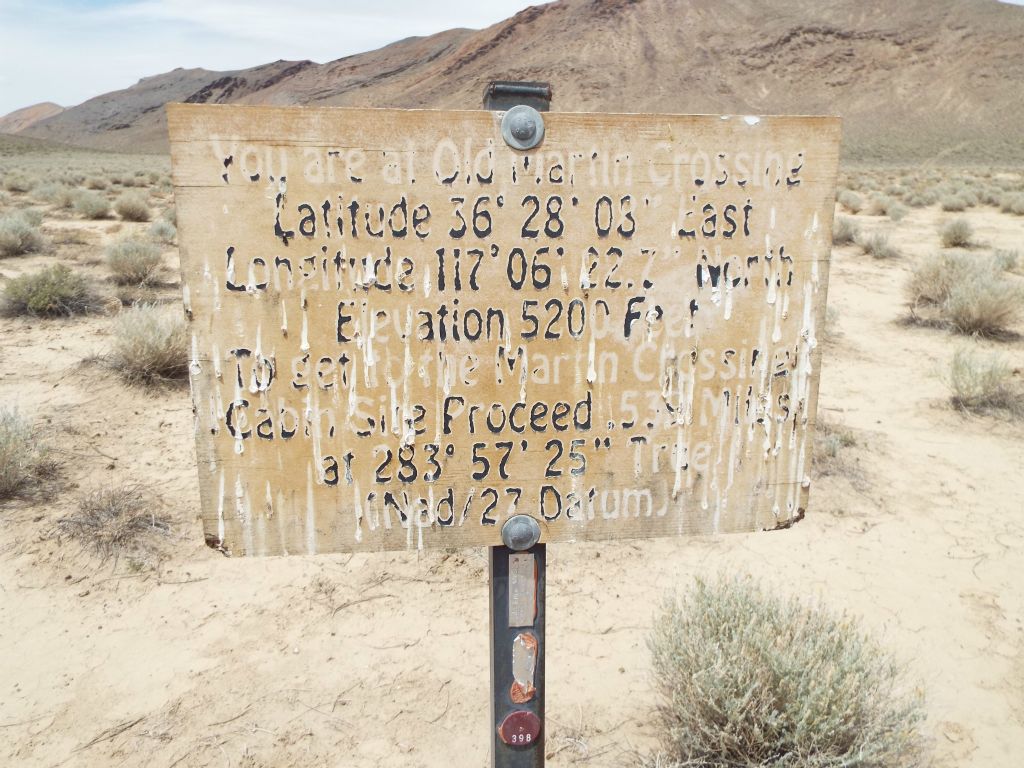 You are at Old Martin Crossing
Latitude 36° 28' 03" East
Longitude 117° 06' 22.7" North
Elevation 5200 Feet
To get to the Martin Crossing
Cabin Site Proceed .539 Miles
at 283° 57' 25" True
(Nad/27 Datum)
398